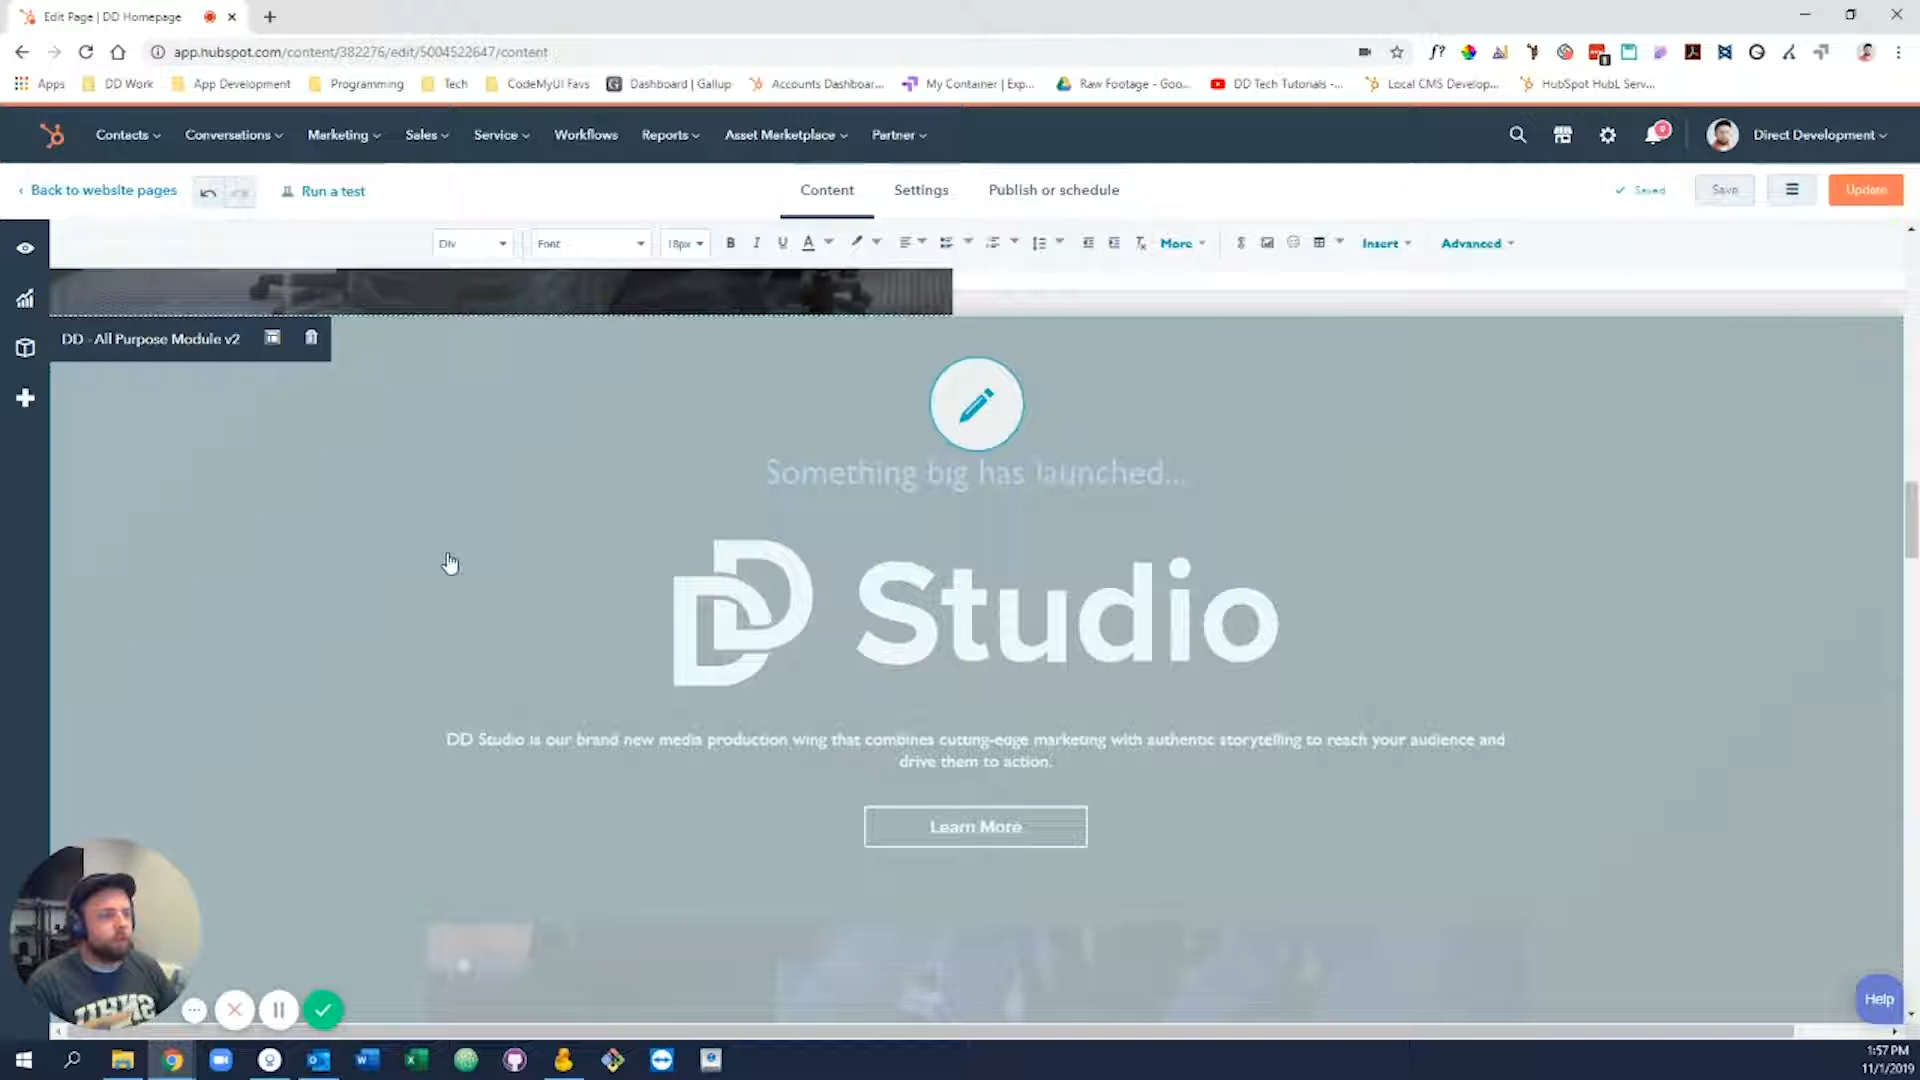 Edit Page | DD Homepage
app.hubspot.com/content/382276/edit/5004522647/content
Apps DD Work App Development Programming Tech CodeMyUI Favs Dashboard | Gallup Accounts Dashboar... My Container | Exp... Raw Footage - Goo... DD Tech Tutorials -... Local CMS Develop... HubSpot HubL Serv...
Contacts Conversations Marketing Sales Service Workflows Reports Asset Marketplace Partner Direct Development
Back to website pages Run a test Content Settings Publish or schedule Saved Save Update
Div Font 18px B I U A More Insert Advanced
DD - All Purpose Module v2
Something big has launched...
DD Studio
DD Studio is our brand new media production wing that combines cutting-edge marketing with authentic storytelling to reach your audience and
drive them to action.
Learn More
Help
1:57 PM
11/1/2019